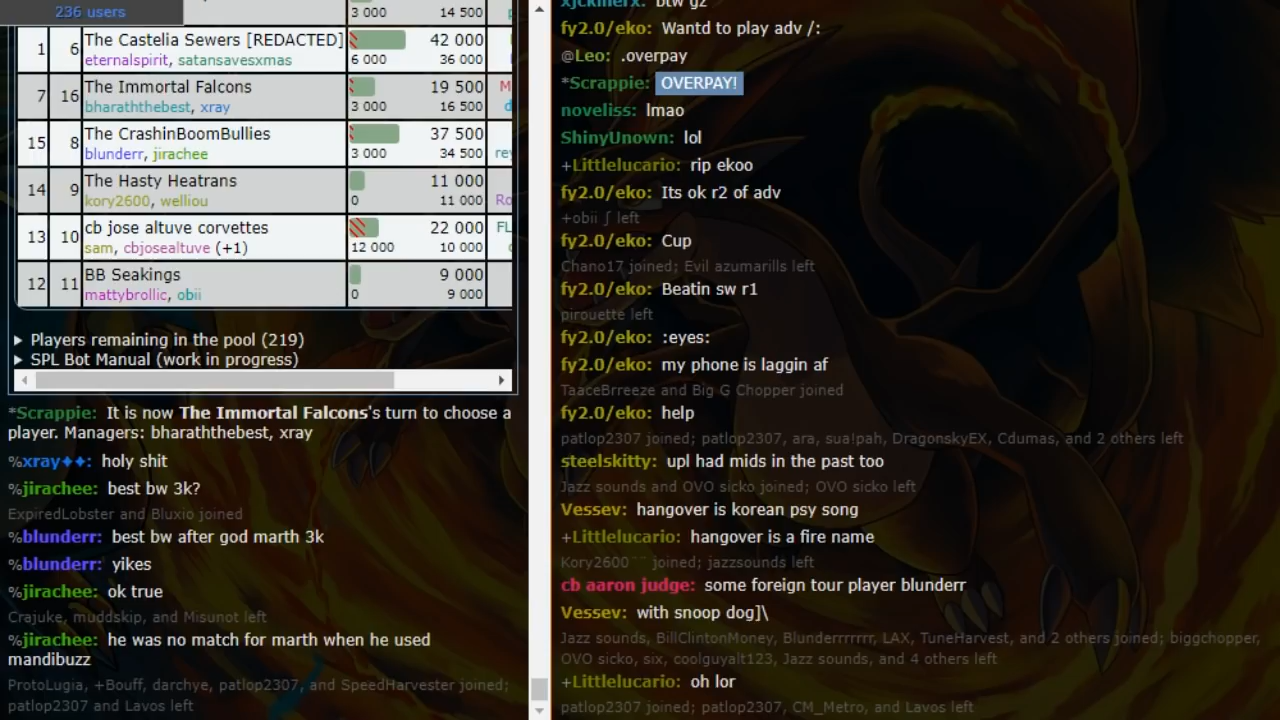 236 users
3 000 14 500
1 6 The Castelia Sewers [REDACTED] 42 000
eternalspirit, satansavesxmas 6 000 36 000
7 16 The Immortal Falcons 19 500 M
bharaththebest, xray 3 000 16 500 d
15 8 The CrashinBoomBullies 37 500
blunderr, jirachee 3 000 34 500 rey
14 9 The Hasty Heatrans 11 000
kory2600, welliou 0 11 000 Ro
13 10 cb jose altuve corvettes 22 000 FL
sam, cbjosealtuve (+1) 12 000 10 000
12 11 BB Seakings 9 000
mattybrollic, obii 0 9 000
▶ Players remaining in the pool (219)
▶ SPL Bot Manual (work in progress)
*Scrappie: It is now The Immortal Falcons's turn to choose a
player. Managers: bharaththebest, xray
%xray✦✦: holy shit
%jirachee: best bw 3k?
ExpiredLobster and Bluxio joined
%blunderr: best bw after god marth 3k
%blunderr: yikes
%jirachee: ok true
Crajuke, muddskip, and Misunot left
%jirachee: he was no match for marth when he used
mandibuzz
ProtoLugia, +Bouff, darchye, patlop2307, and SpeedHarvester joined;
patlop2307 and Lavos left
xjckmerx: btw gz
fy2.0/eko: Wantd to play adv /:
@Leo: .overpay
*Scrappie: OVERPAY!
noveliss: lmao
ShinyUnown: lol
+Littlelucario: rip ekoo
fy2.0/eko: Its ok r2 of adv
+obii ʃ left
fy2.0/eko: Cup
Chano17 joined; Evil azumarills left
fy2.0/eko: Beatin sw r1
pirouette left
fy2.0/eko: :eyes:
fy2.0/eko: my phone is laggin af
TaaceBrreeze and Big G Chopper joined
fy2.0/eko: help
patlop2307 joined; patlop2307, ara, sua!pah, DragonskyEX, Cdumas, and 2 others left
steelskitty: upl had mids in the past too
Jazz sounds and OVO sicko joined; OVO sicko left
Vessev: hangover is korean psy song
+Littlelucario: hangover is a fire name
Kory2600⌒⌒ joined; jazzsounds left
cb aaron judge: some foreign tour player blunderr
Vessev: with snoop dog]\
Jazz sounds, BillClintonMoney, Blunderrrrrrr, LAX, TuneHarvest, and 2 others joined; biggchopper,
OVO sicko, six, coolguyalt123, Jazz sounds, and 4 others left
+Littlelucario: oh lor
patlop2307 joined; patlop2307, CM_Metro, and Lavos left